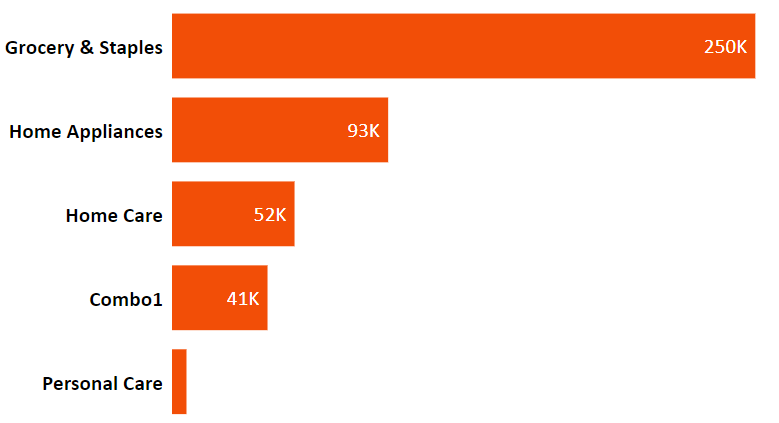 Grocery & Staples 250K
Home Appliances 93K
Home Care 52K
Combo1 41K
Personal Care